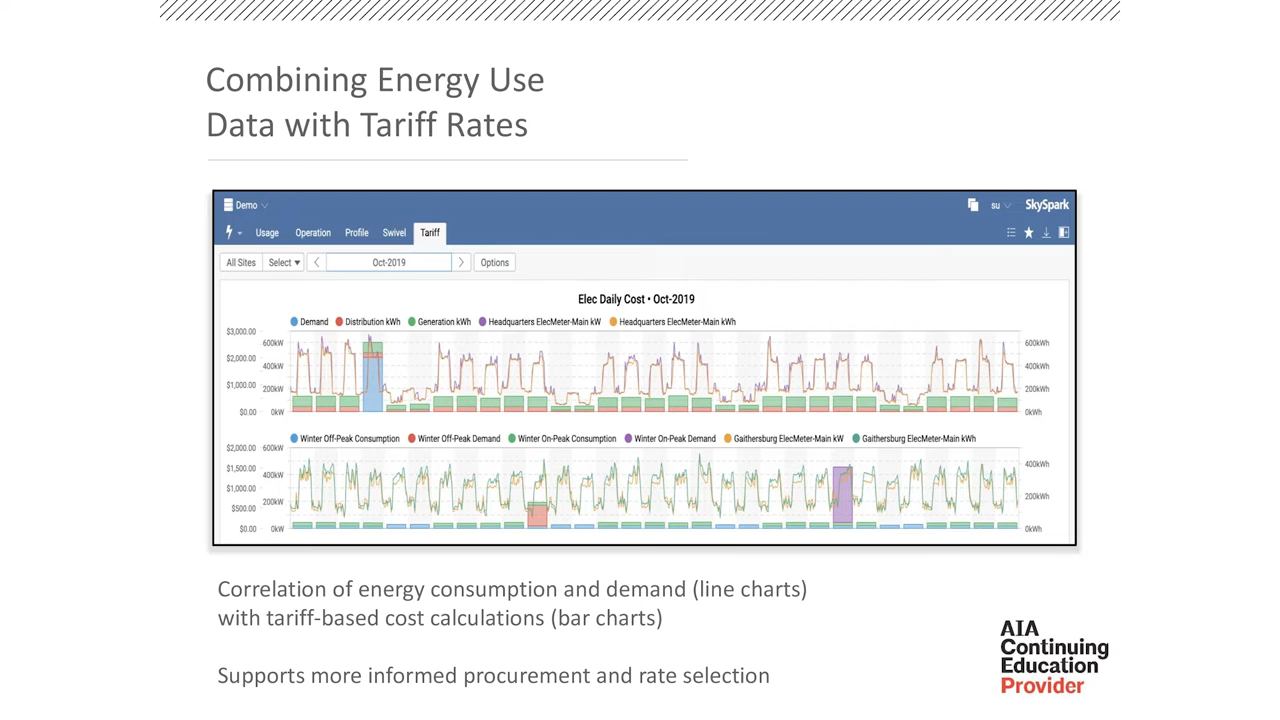 Combining Energy Use
Data with Tariff Rates
Demo
su
SkySpark
Usage Operation Profile Swivel Tariff
All Sites Select Oct-2019 Options
Elec Daily Cost • Oct-2019
Demand Distribution kWh Generation kWh Headquarters ElecMeter-Main kW Headquarters ElecMeter-Main kWh
$3,000.00
600kW 600kWh
$2,000.00
400kW 400kWh
$1,000.00
200kW 200kWh
$0.00 0kW 0kWh
Winter Off-Peak Consumption Winter Off-Peak Demand Winter On-Peak Consumption Winter On-Peak Demand Gaithersburg ElecMeter-Main kW Gaithersburg ElecMeter-Main kWh
$2,000.00
400kWh
$1,500.00 400kW
$1,000.00
200kWh
200kW
$500.00
$0.00 0kW 0kWh
Correlation of energy consumption and demand (line charts)
with tariff-based cost calculations (bar charts)
Supports more informed procurement and rate selection
AIA
Continuing
Education
Provider